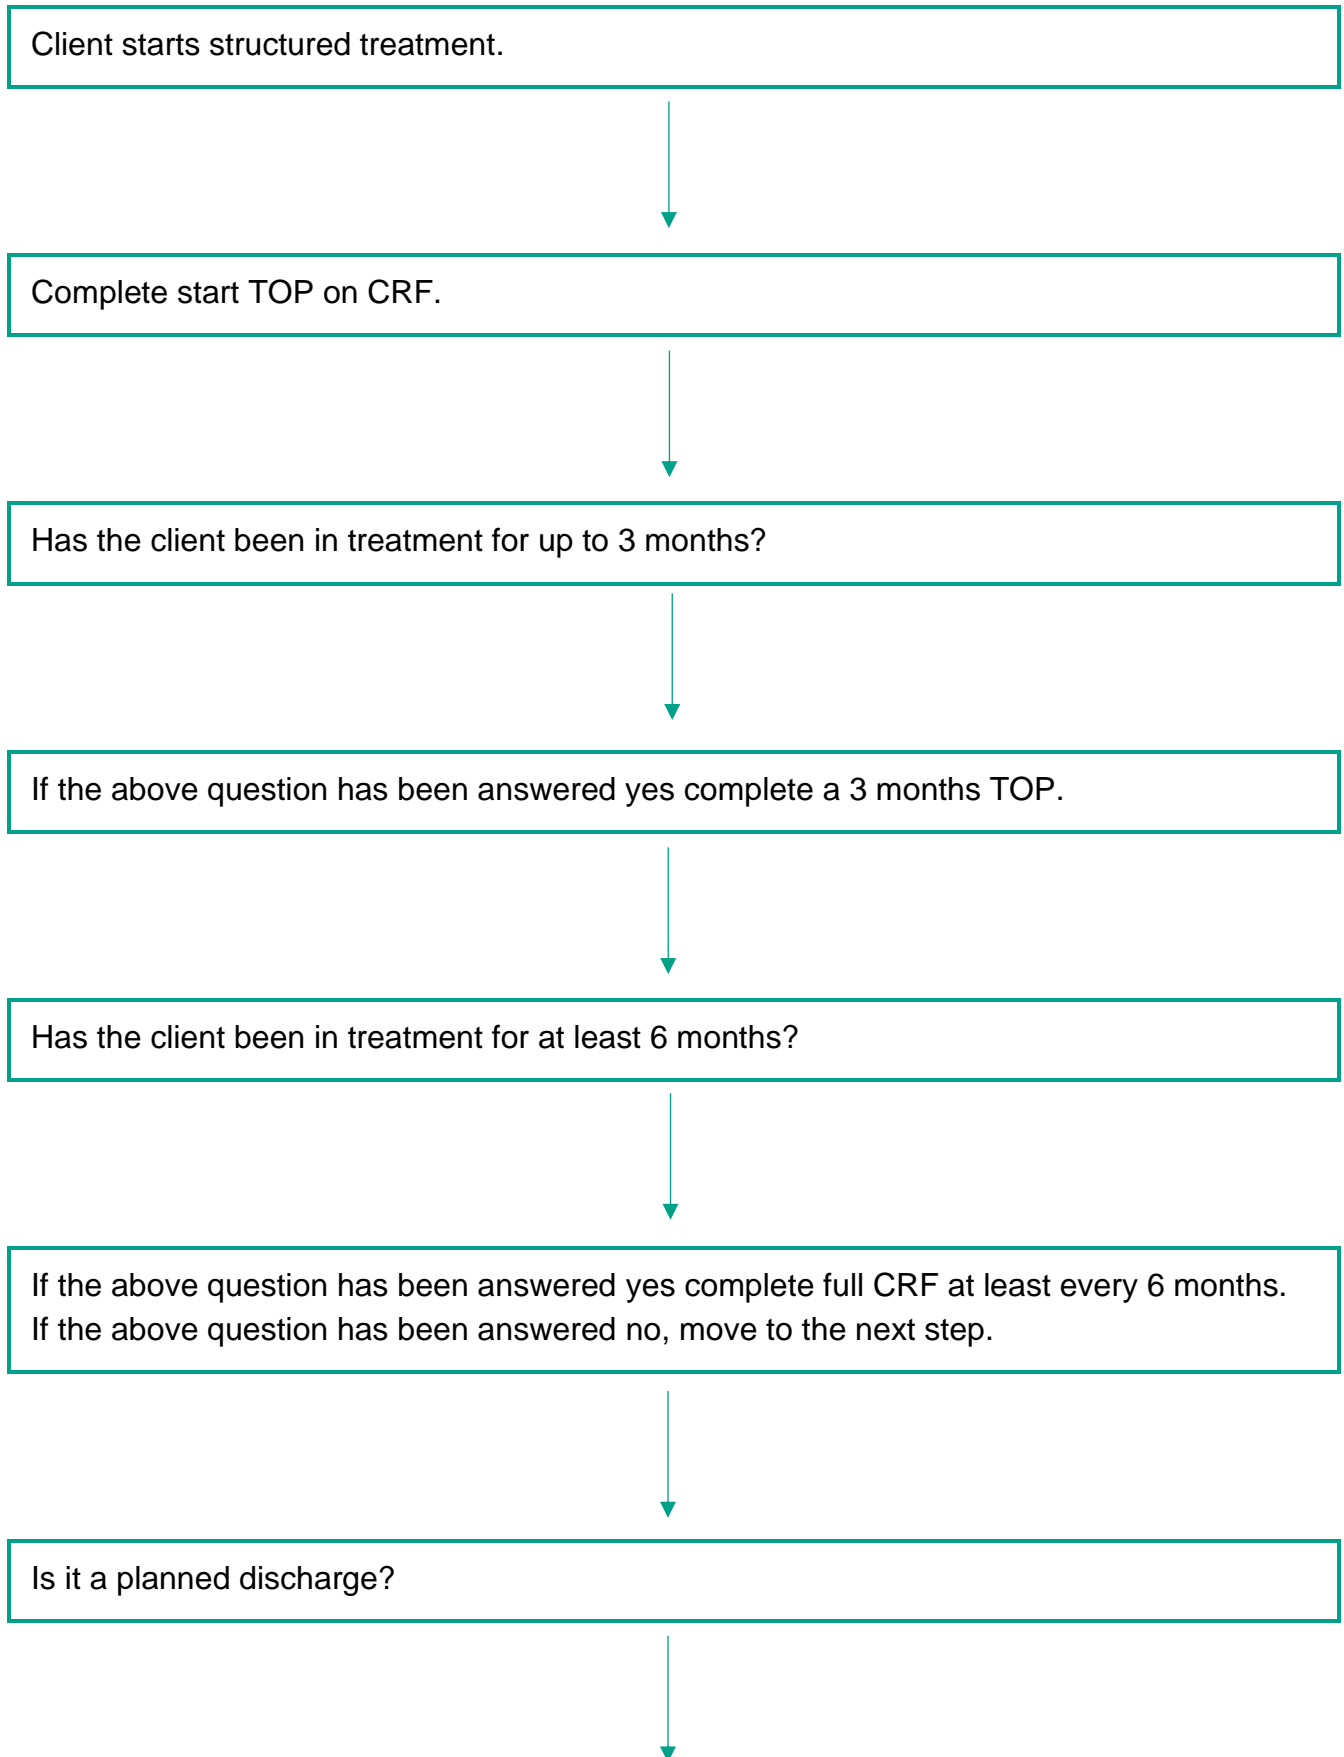 Client starts structured treatment.
Complete start TOP on CRF.
Has the client been in treatment for up to 3 months?
If the above question has been answered yes complete a 3 months TOP.
Has the client been in treatment for at least 6 months?
If the above question has been answered yes complete full CRF at least every 6 months.
If the above question has been answered no, move to the next step.
Is it a planned discharge?